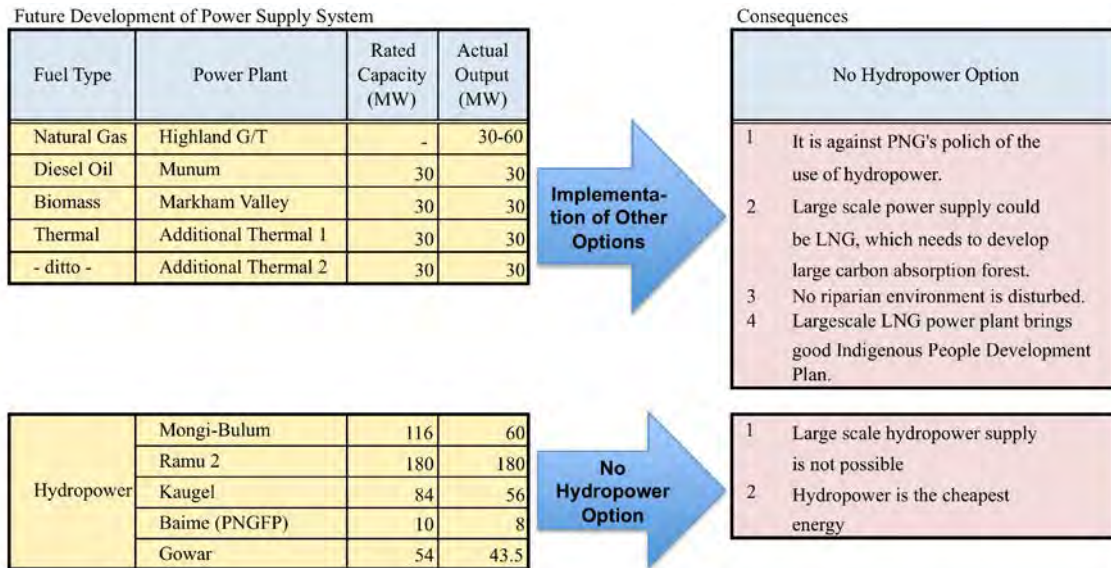 Future Development of Power Supply System
Fuel Type Power Plant Rated Capacity (MW) Actual Output (MW)
Natural Gas Highland G/T - 30-60
Diesel Oil Munum 30 30
Biomass Markham Valley 30 30
Thermal Additional Thermal 1 30 30
- ditto - Additional Thermal 2 30 30
Implementa-
tion of Other
Options
Consequences
No Hydropower Option
1 It is against PNG's polich of the
use of hydropower.
2 Large scale power supply could
be LNG, which needs to develop
large carbon absorption forest.
3 No riparian environment is disturbed.
4 Largescale LNG power plant brings
good Indigenous People Development
Plan.
Hydropower
Mongi-Bulum 116 60
Ramu 2 180 180
Kaugel 84 56
Baime (PNGFP) 10 8
Gowar 54 43.5
No
Hydropower
Option
1 Large scale hydropower supply
is not possible
2 Hydropower is the cheapest
energy